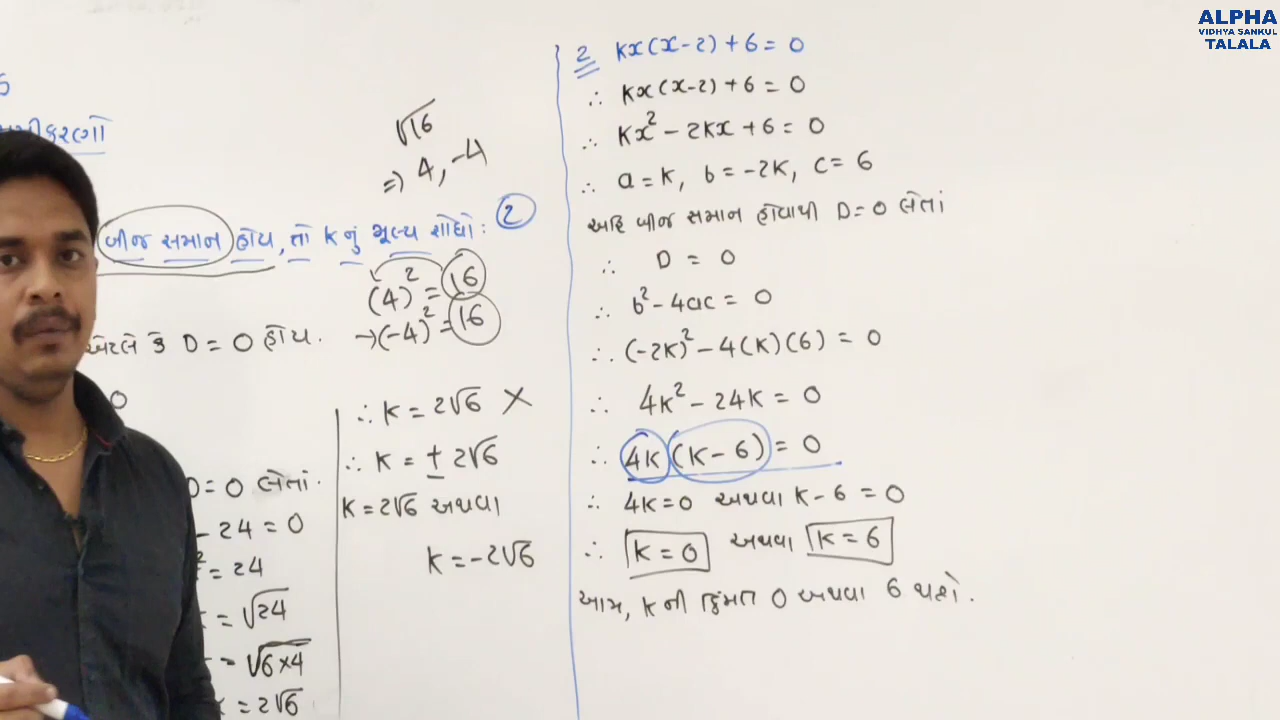 5
√16
=> 4, -4
બીજ સમાન હોય, તો K નું મૂલ્ય શોધો: 2
(4)² = 16
→(-4)² = 16
એટલે કે D = 0 હોય.
0
D = 0 લેતાં.
- 24 = 0
² = 24
= √24
= √6×4
= 2√6
∴ K = 2√6 ×
∴ K = ± 2√6
K = 2√6 અથવા
K = -2√6
2 Kx(x-2) + 6 = 0
∴ Kx(x-2) + 6 = 0
∴ Kx² - 2Kx + 6 = 0
∴ a = K, b = -2K, c = 6
અહિ બીજ સમાન હોવાથી D = 0 લેતાં
∴ D = 0
∴ b² - 4ac = 0
∴ (-2K)² - 4(K)(6) = 0
∴ 4K² - 24K = 0
∴ 4K (K - 6) = 0
∴ 4K = 0 અથવા K - 6 = 0
∴ K = 0 અથવા K = 6
આમ, K ની કિંમત 0 અથવા 6 થશે.
ALPHA
VIDHYA SANKUL
TALALA